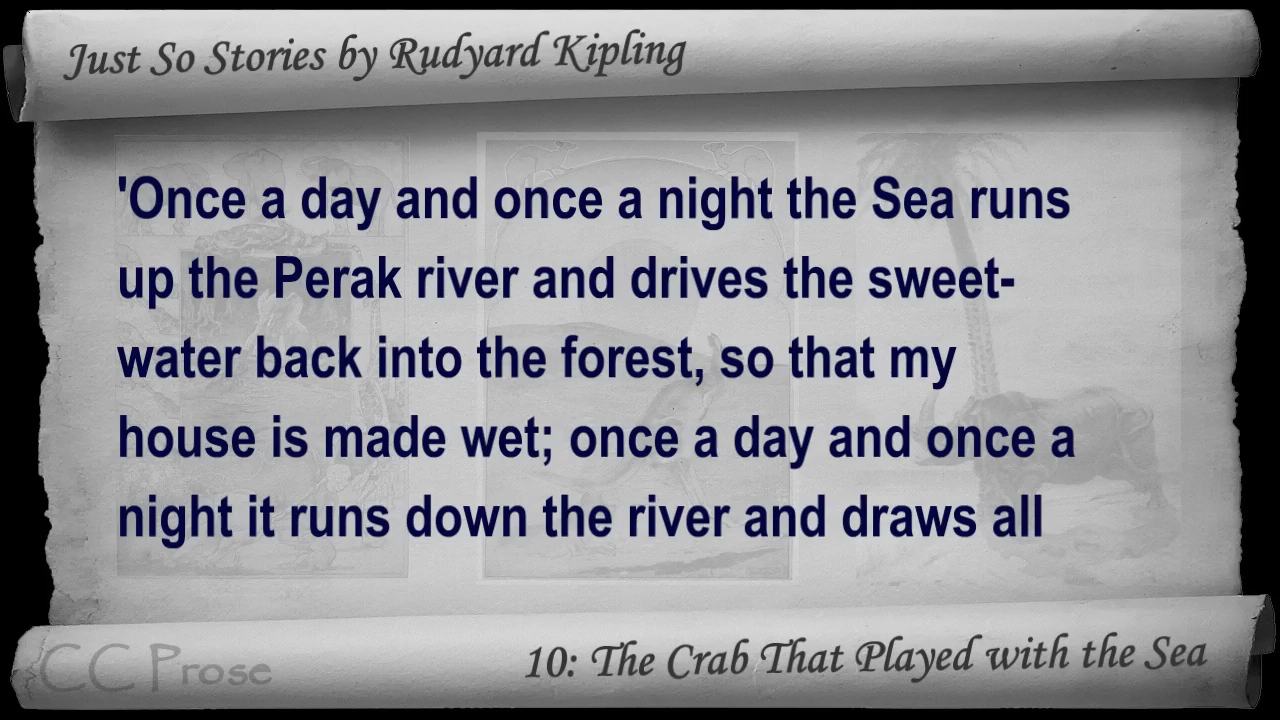 Just So Stories by Rudyard Kipling
'Once a day and once a night the Sea runs
up the Perak river and drives the sweet-
water back into the forest, so that my
house is made wet; once a day and once a
night it runs down the river and draws all
CC Prose
10: The Crab That Played with the Sea